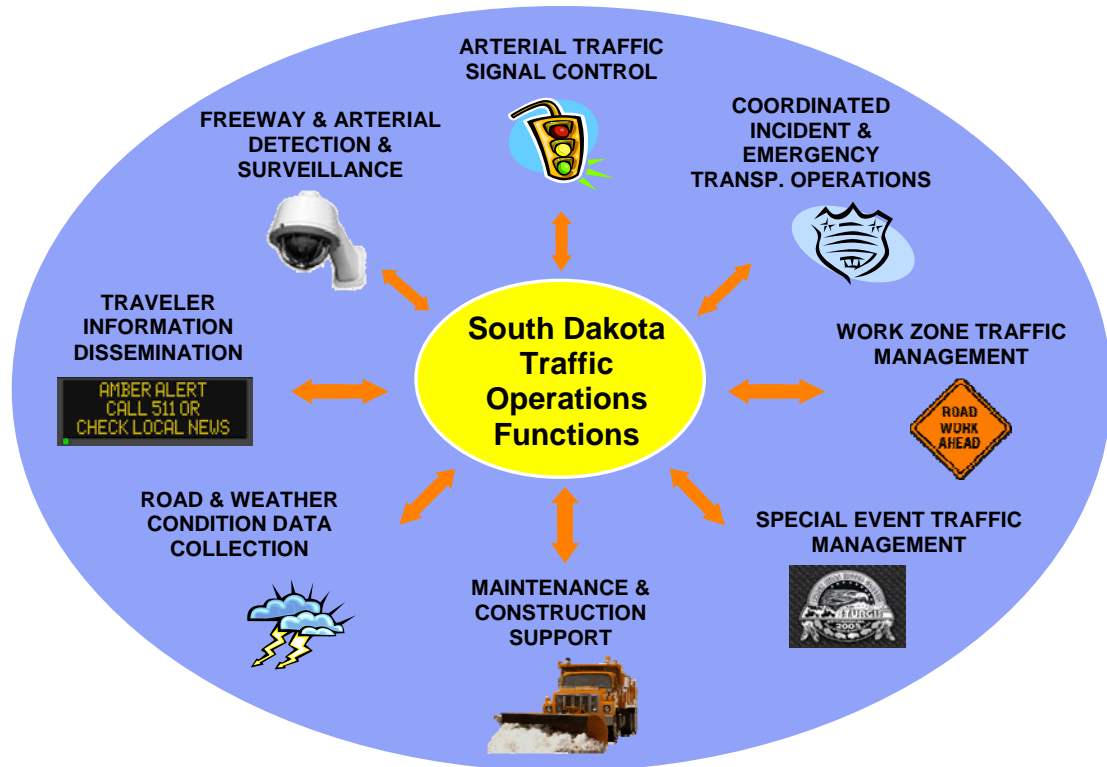 ARTERIAL TRAFFIC
SIGNAL CONTROL
COORDINATED
INCIDENT &
EMERGENCY
TRANSP. OPERATIONS
FREEWAY & ARTERIAL
DETECTION &
SURVEILLANCE
TRAVELER
INFORMATION
DISSEMINATION
AMBER ALERT
CALL 511 OR
CHECK LOCAL NEWS
South Dakota
Traffic
Operations
Functions
WORK ZONE TRAFFIC
MANAGEMENT
ROAD
WORK
AHEAD
ROAD & WEATHER
CONDITION DATA
COLLECTION
MAINTENANCE &
CONSTRUCTION
SUPPORT
SPECIAL EVENT TRAFFIC
MANAGEMENT
STURGIS
2005